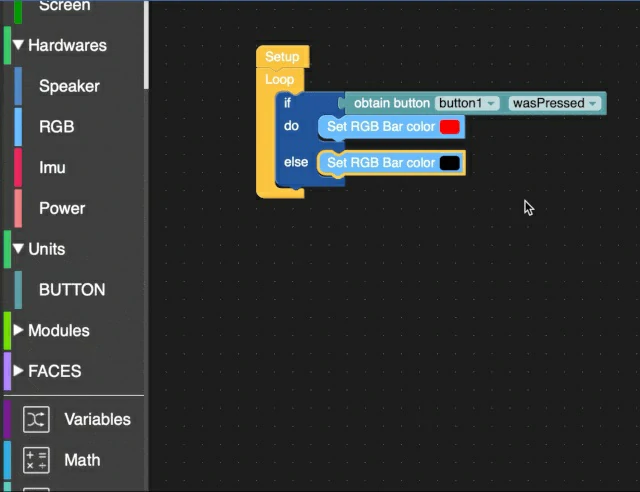 Screen
Hardwares
Speaker
RGB
Imu
Power
Units
BUTTON
Modules
FACES
Variables
Math
Setup
Loop
if obtain button button1 wasPressed
do Set RGB Bar color
else Set RGB Bar color